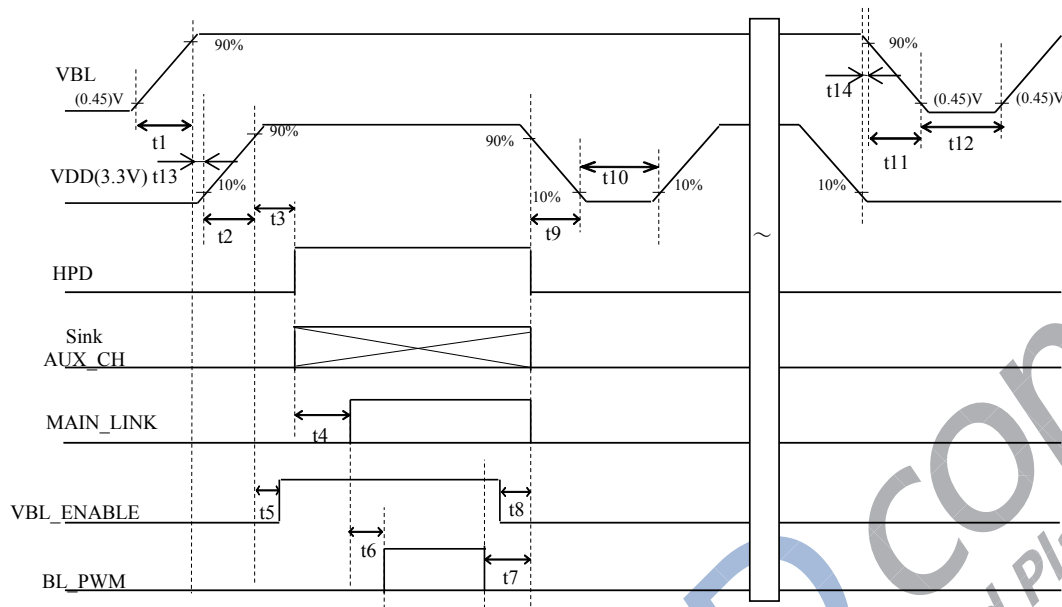 90%
90%
VBL
t14
(0.45)V
(0.45)V
(0.45)V
t1
90%
90%
t11
t12
VDD(3.3V)
t13
t10
10%
10%
10%
10%
t2
t3
t9
~
HPD
Sink
AUX_CH
MAIN_LINK
t4
VBL_ENABLE
t5
t8
t6
t7
BL_PWM